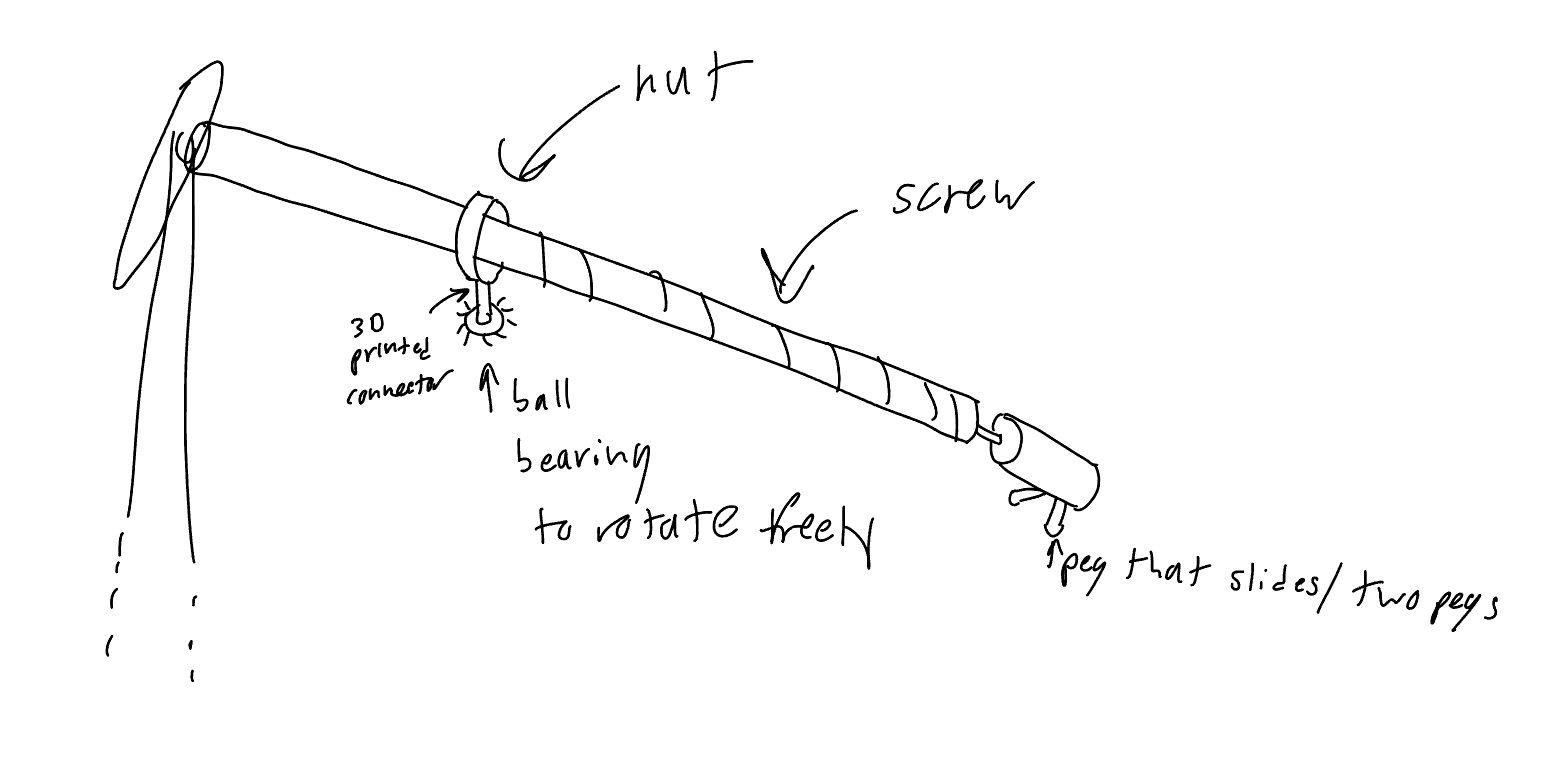 nut
screw
3D
printed
connector
ball
bearing
to rotate freely
peg that slides/two pegs